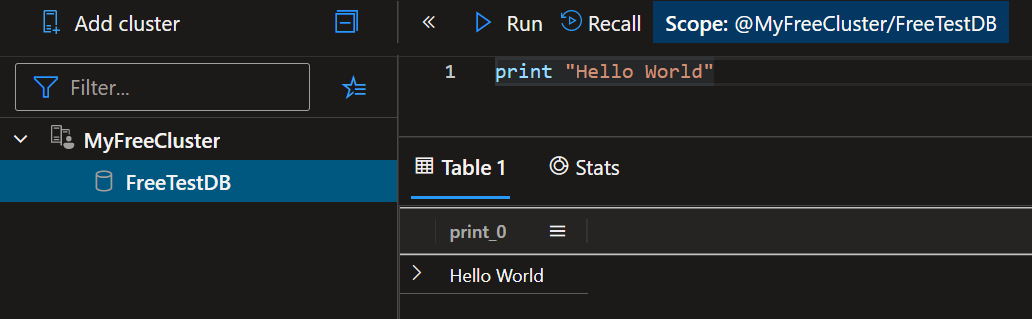 Add cluster
Run Recall Scope: @MyFreeCluster/FreeTestDB
Filter...
MyFreeCluster
FreeTestDB
1 print "Hello World"
Table 1 Stats
print_0
Hello World